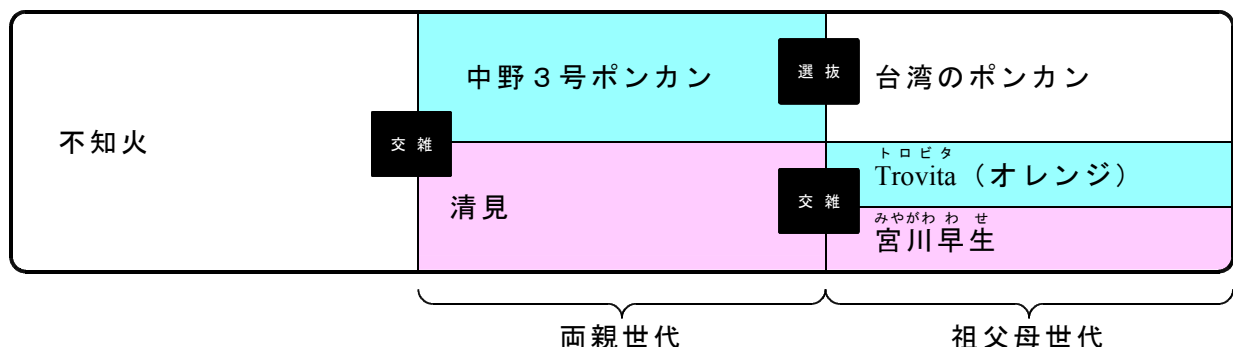 不知火
交雑
中野３号ポンカン
清見
選抜
台湾のポンカン
交雑
トロビタ
Trovita（オレンジ）
みやがわわせ
宮川早生
両親世代
祖父母世代